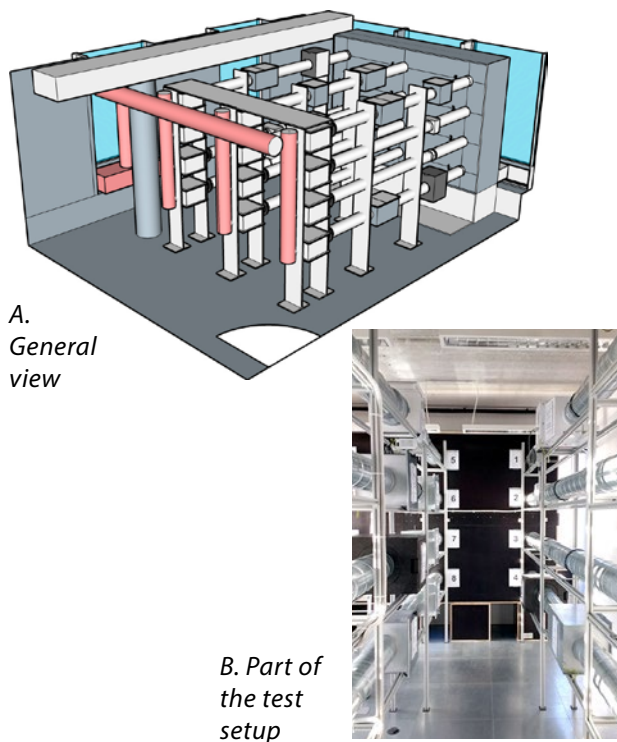 A.
General
view
5
1
6
2
7
3
8
4
B. Part of
the test
setup